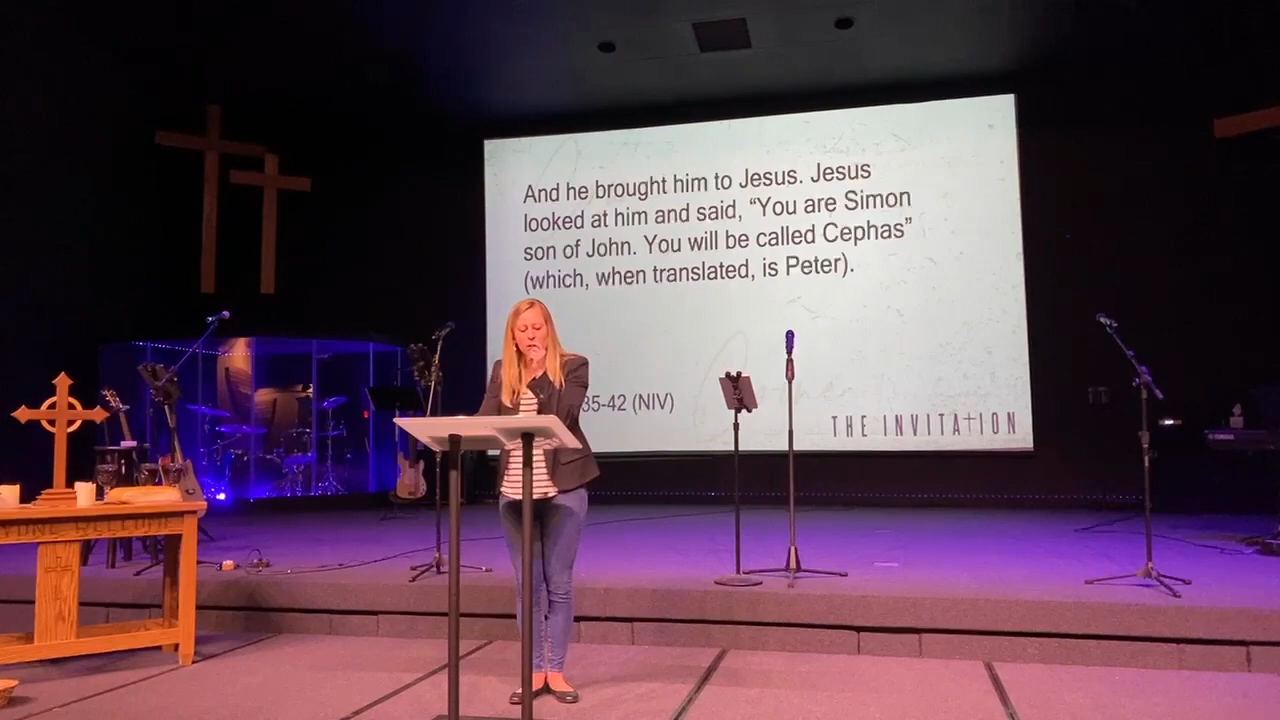 And he brought him to Jesus. Jesus
looked at him and said, “You are Simon
son of John. You will be called Cephas”
(which, when translated, is Peter).
35-42 (NIV)
THE INVITATION